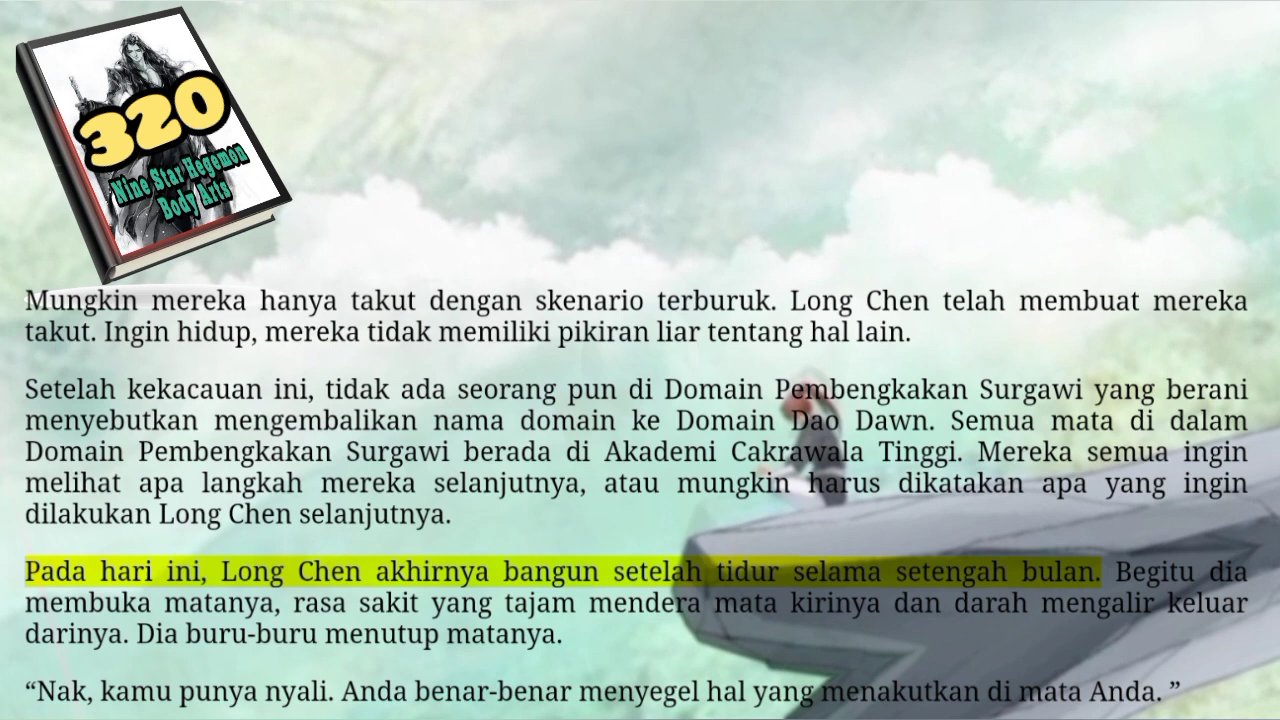 320
Nine Star Hegemon
Body Arts
Mungkin mereka hanya takut dengan skenario terburuk. Long Chen telah membuat mereka
takut. Ingin hidup, mereka tidak memiliki pikiran liar tentang hal lain.
Setelah kekacauan ini, tidak ada seorang pun di Domain Pembengkakan Surgawi yang berani
menyebutkan mengembalikan nama domain ke Domain Dao Dawn. Semua mata di dalam
Domain Pembengkakan Surgawi berada di Akademi Cakrawala Tinggi. Mereka semua ingin
melihat apa langkah mereka selanjutnya, atau mungkin harus dikatakan apa yang ingin
dilakukan Long Chen selanjutnya.
Pada hari ini, Long Chen akhirnya bangun setelah tidur selama setengah bulan. Begitu dia
membuka matanya, rasa sakit yang tajam mendera mata kirinya dan darah mengalir keluar
darinya. Dia buru-buru menutup matanya.
“Nak, kamu punya nyali. Anda benar-benar menyegel hal yang menakutkan di mata Anda. ”